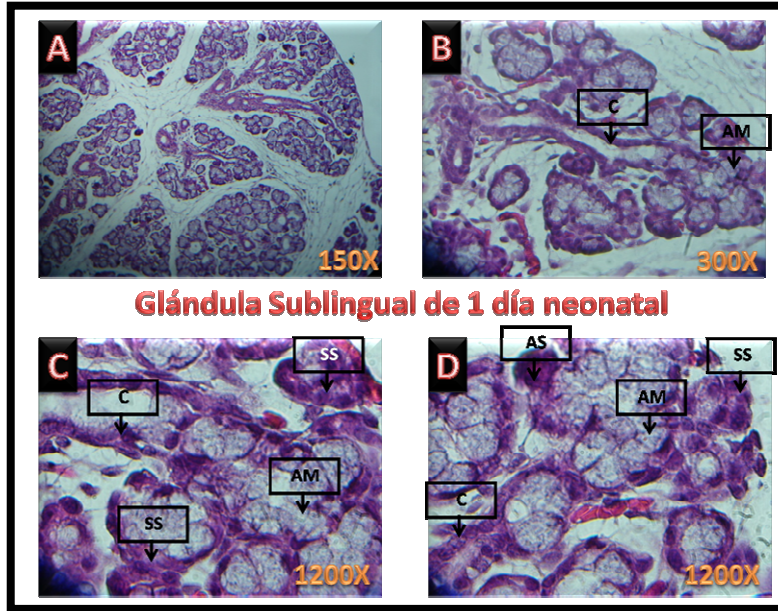 A
B
C
AM
150X
300X
Glándula Sublingual de 1 día neonatal
C
SS
C
AM
SS
1200X
D
AS
SS
AM
C
1200X